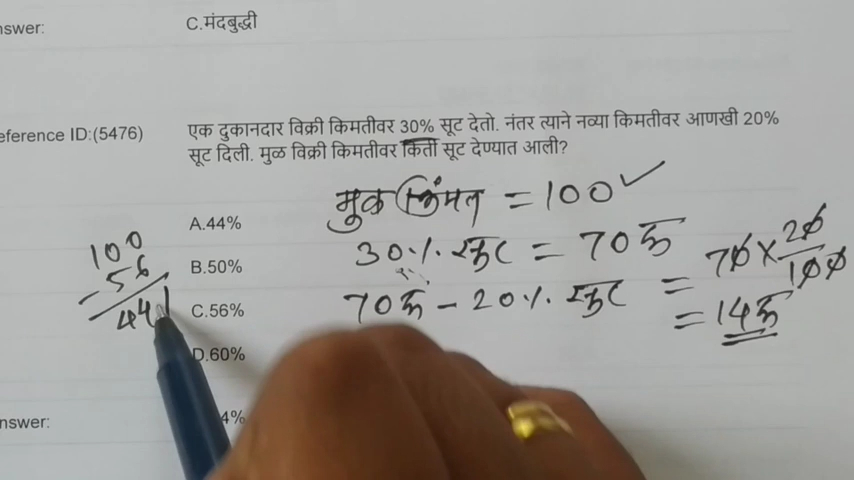 nswer: C.मंदबुद्धी
eference ID:(5476) एक दुकानदार विक्री किमतीवर 30% सूट देतो. नंतर त्याने नव्या किमतीवर आणखी 20%
सूट दिली. मुळ विक्री किमतीवर किती सूट देण्यात आली?
मुळ किंमत = 100 ✓
A.44%
30% सूट = 70रू
100
- 56
44
B.50%
70रू - 20% सूट = 70 × 20/100
C.56%
= 14रू
D.60%
nswer: 4%